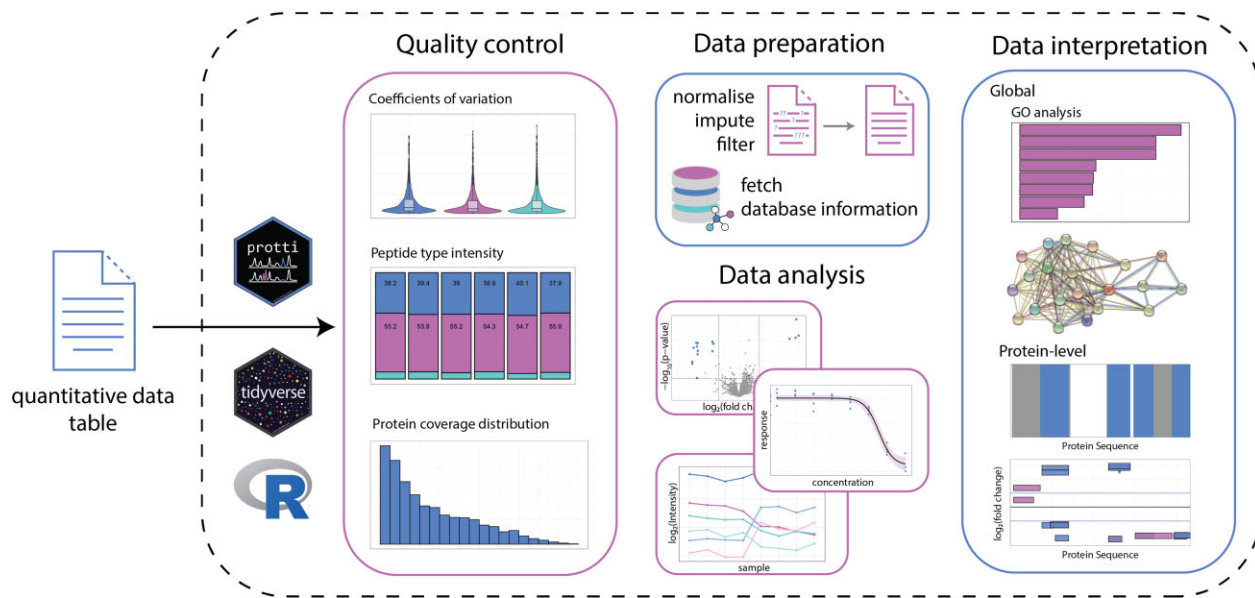 quantitative data
table
protti
tidyverse
R
Quality control
Coefficients of variation
Peptide type intensity
38.2 39.4 39 38.8 40.1 37.9
55.2 53.8 55.2 54.3 54.7 55.9
Protein coverage distribution
Data preparation
normalise
impute
filter
?? ?
?
???
fetch
database information
Data analysis
−log10(p−value)
log2(fold cha
response
concentration
log2(Intensity)
sample
Data interpretation
Global
GO analysis
Protein-level
Protein Sequence
log2(fold change)
Protein Sequence